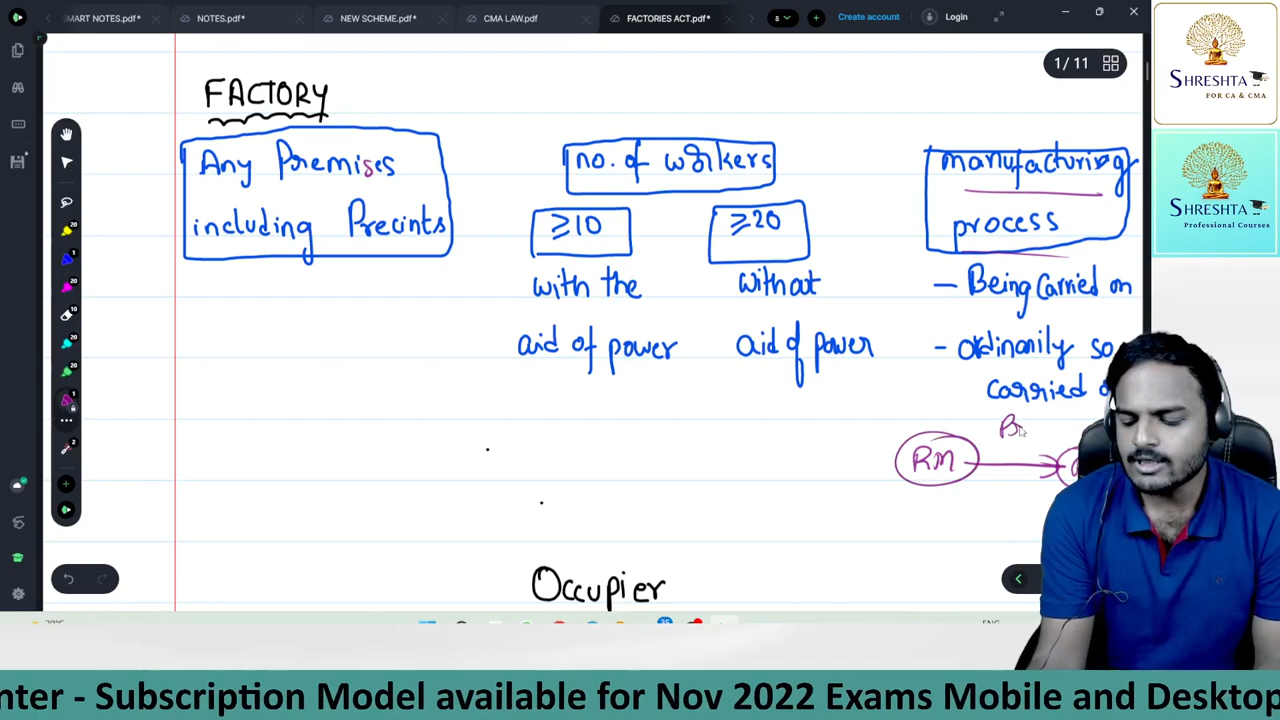 SMART NOTES.pdf*
NOTES.pdf*
NEW SCHEME.pdf*
CMA LAW.pdf
FACTORIES ACT.pdf*
8
Create account
Login
1/11
SHRESHTA
FOR CA & CMA
SHRESHTA
Professional Courses
FACTORY
Any Premises
including Precints
no. of workers
≥10
≥20
with the
aid of power
without
aid of power
manufacturing
process
- Being Carried on
- ordinarily so
carried
RM
Occupier
ENG
nter - Subscription Model available for Nov 2022 Exams Mobile and Desktop